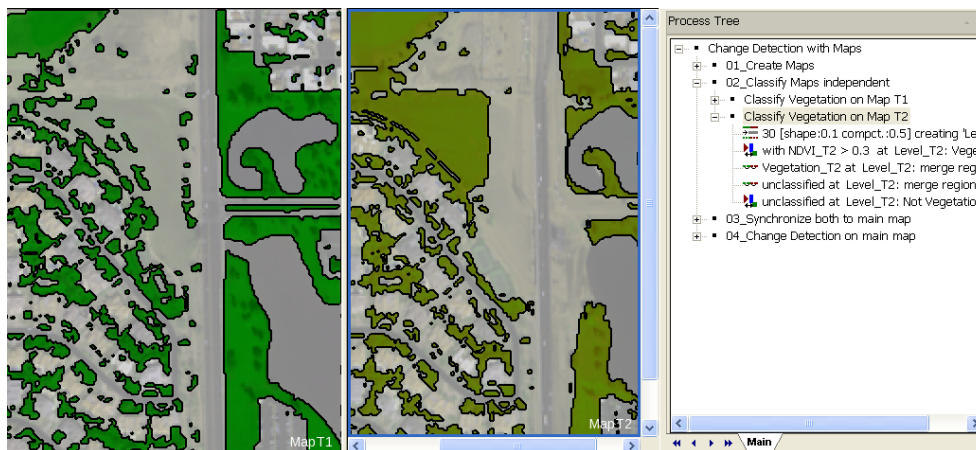 Process Tree
Change Detection with Maps
01_Create Maps
02_Classify Maps independent
Classify Vegetation on Map T1
Classify Vegetation on Map T2
30 [shape:0.1 compct.:0.5] creating 'Le
with NDVI_T2 > 0.3 at Level_T2: Vege
Vegetation_T2 at Level_T2: merge reg
unclassified at Level_T2: merge region
unclassified at Level_T2: Not Vegetatio
03_Synchronize both to main map
04_Change Detection on main map
MapT1
MapT2
Main